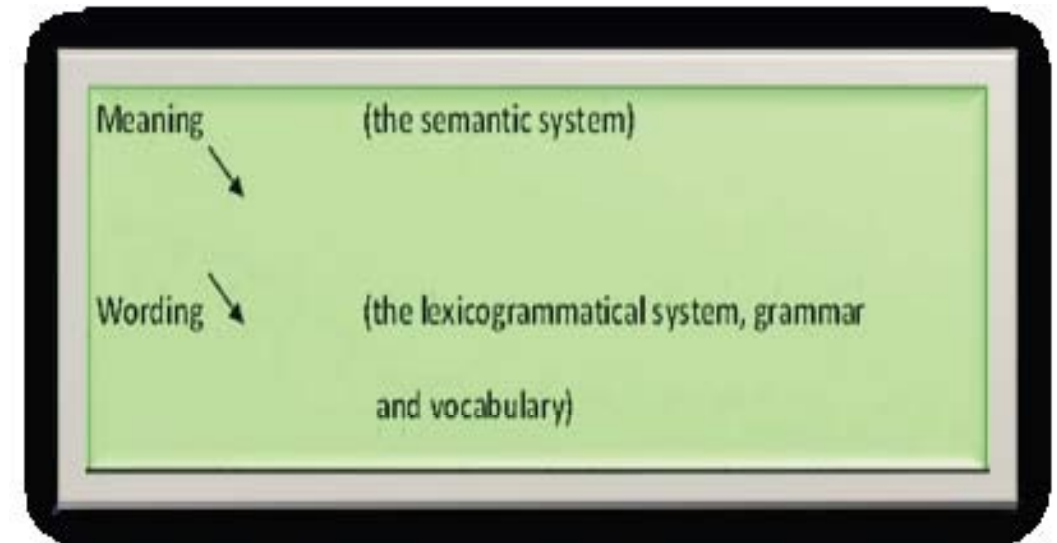 Meaning (the semantic system)
Wording (the lexicogrammatical system, grammar
and vocabulary)